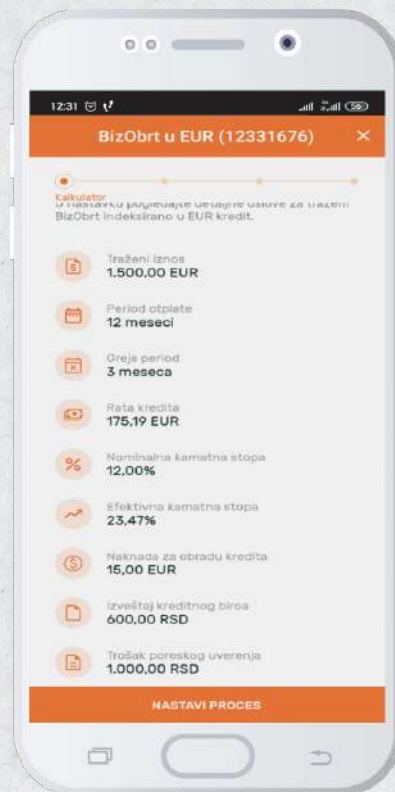 12:31
56
BizObrt u EUR (12331676)
Kalkulator
U nastavku pogledajte detaljne uslove za traženi
BizObrt indeksirano u EUR kredit.
Traženi iznos
1.500,00 EUR
Period otplate
12 meseci
Grejs period
3 meseca
Rata kredita
175,19 EUR
Nominalna kamatna stopa
12,00%
Efektivna kamatna stopa
23,47%
Naknada za obradu kredita
15,00 EUR
Izveštaj kreditnog biroa
600,00 RSD
Trošak poreskog uverenja
1.000,00 RSD
NASTAVI PROCES